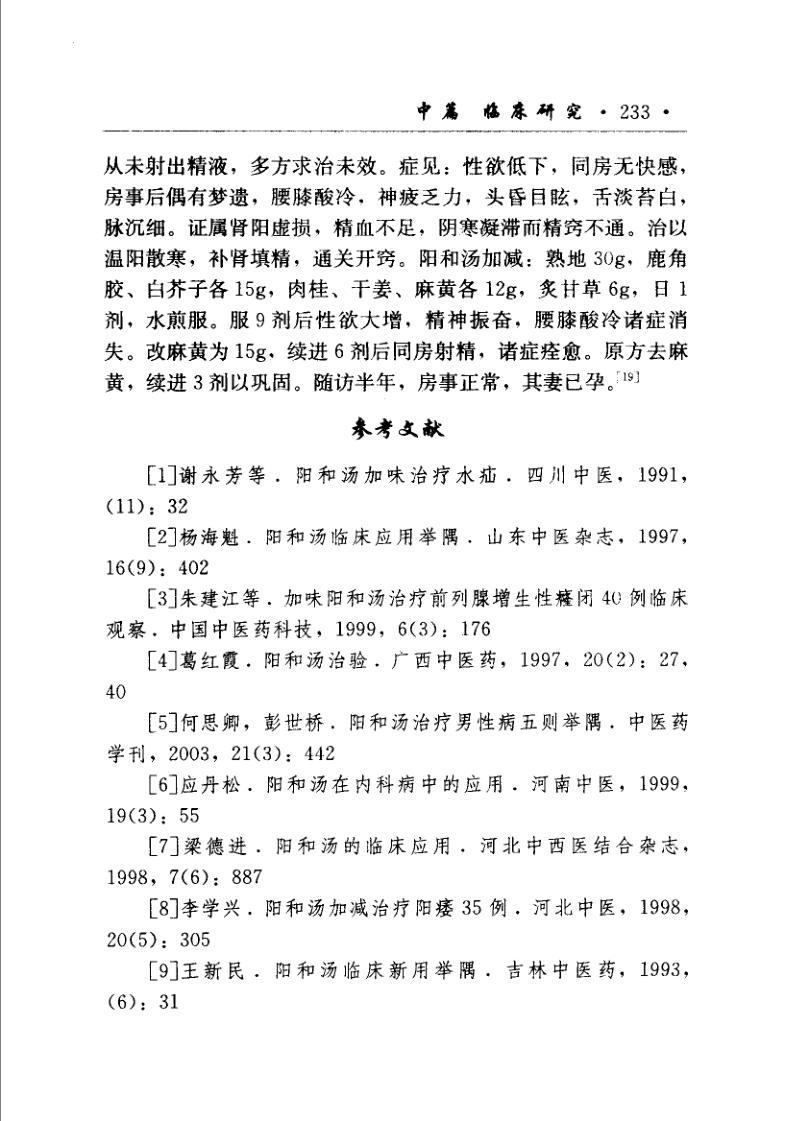 中篇 临床研究 · 233 ·
从未射出精液，多方求治未效。症见：性欲低下，同房无快感，
房事后偶有梦遗，腰膝酸冷，神疲乏力，头昏目眩，舌淡苔白，
脉沉细。证属肾阳虚损，精血不足，阴寒凝滞而精窍不通。治以
温阳散寒，补肾填精，通关开窍。阳和汤加减：熟地 30g，鹿角
胶、白芥子各 15g，肉桂、干姜、麻黄各 12g，炙甘草 6g，日 1
剂，水煎服。服 9 剂后性欲大增，精神振奋，腰膝酸冷诸症消
失。改麻黄为 15g，续进 6 剂后同房射精，诸症痊愈。原方去麻
黄，续进 3 剂以巩固。随访半年，房事正常，其妻已孕。[19]
参考文献
[1]谢永芳等．阳和汤加味治疗水疝．四川中医，1991，
(11)：32
[2]杨海魁．阳和汤临床应用举隅．山东中医杂志，1997，
16(9)：402
[3]朱建江等．加味阳和汤治疗前列腺增生性癃闭 40 例临床
观察．中国中医药科技，1999，6(3)：176
[4]葛红霞．阳和汤治验．广西中医药，1997，20(2)：27，
40
[5]何思卿，彭世桥．阳和汤治疗男性病五则举隅．中医药
学刊，2003，21(3)：442
[6]应丹松．阳和汤在内科病中的应用．河南中医，1999，
19(3)：55
[7]梁德进．阳和汤的临床应用．河北中西医结合杂志，
1998，7(6)：887
[8]李学兴．阳和汤加减治疗阳痿 35 例．河北中医，1998，
20(5)：305
[9]王新民．阳和汤临床新用举隅．吉林中医药，1993，
(6)：31